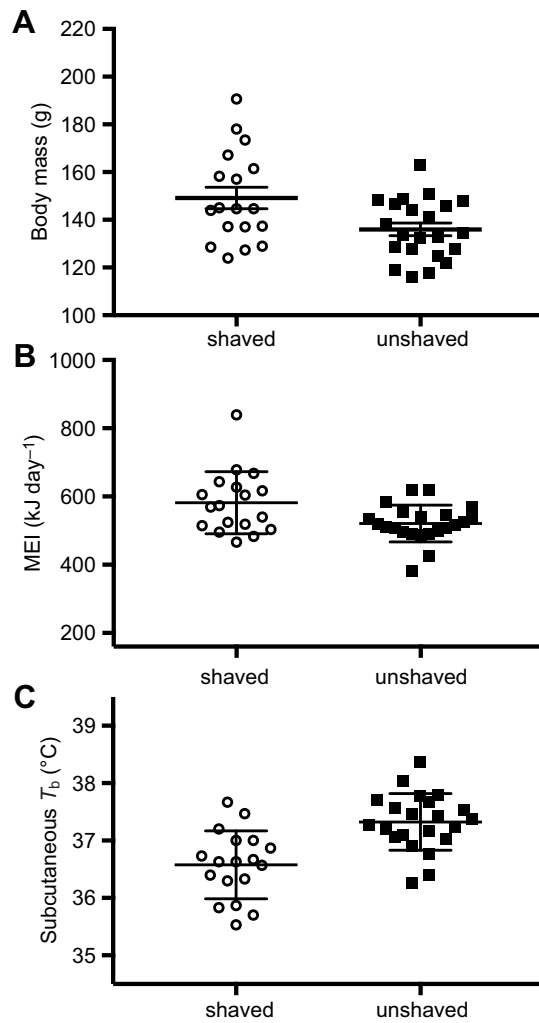 A
Body mass (g)
220
200
180
160
140
120
100
shaved unshaved
B
MEI (kJ day⁻¹)
1000
800
600
400
200
shaved unshaved
C
Subcutaneous Tb (°C)
39
38
37
36
35
shaved unshaved